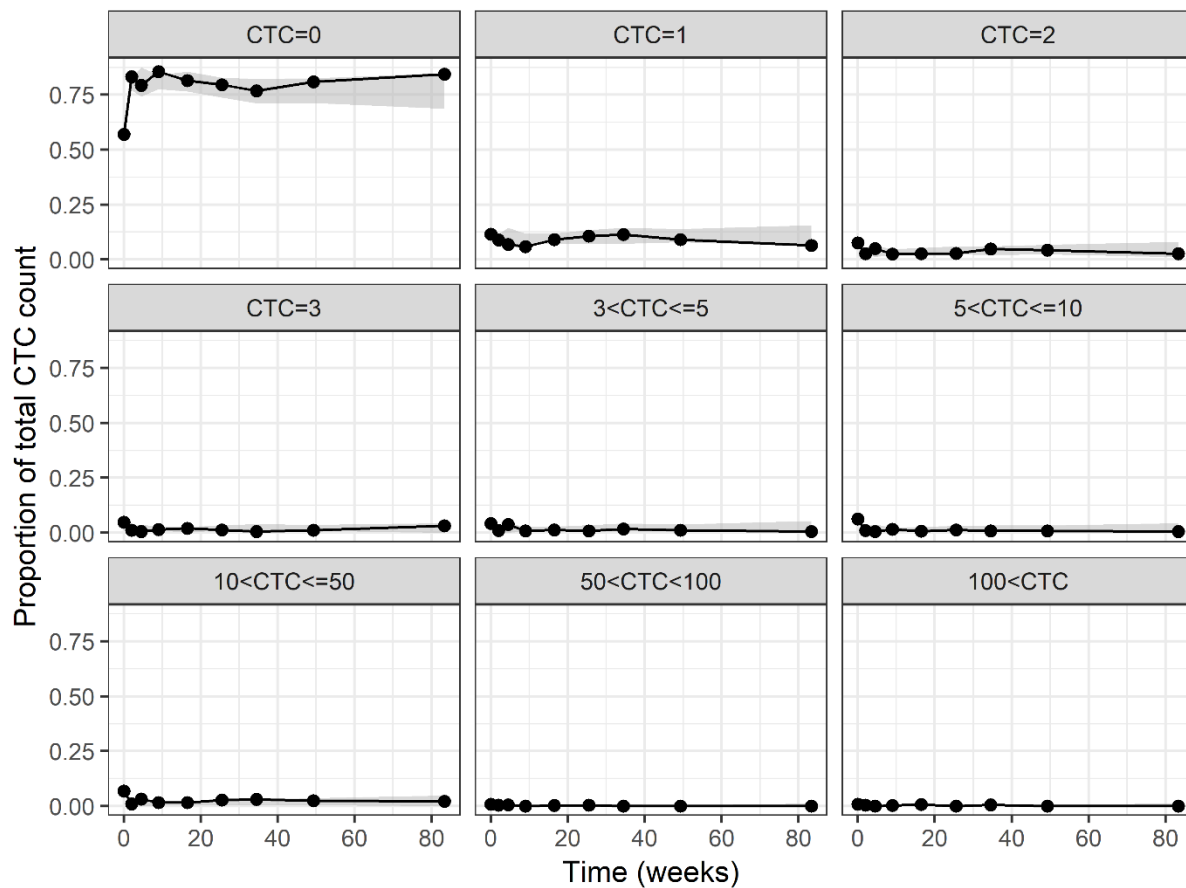 CTC=0
CTC=1
CTC=2
0.75
0.50
0.25
0.00
CTC=3
3<CTC<=5
5<CTC<=10
0.75
0.50
0.25
0.00
10<CTC<=50
50<CTC<100
100<CTC
0.75
0.50
0.25
0.00
0 20 40 60 80
0 20 40 60 80
0 20 40 60 80
Proportion of total CTC count
Time (weeks)